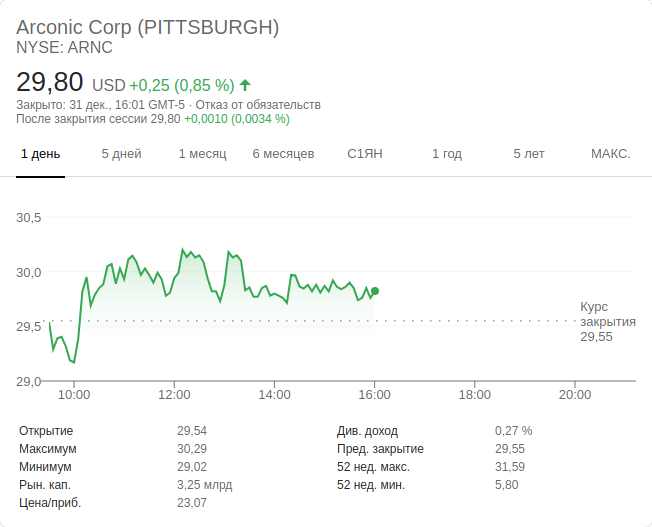 Arconic Corp (PITTSBURGH)
NYSE: ARNC
29,80 USD +0,25 (0,85 %)
Закрыто: 31 дек., 16:01 GMT-5 · Отказ от обязательств
После закрытия сессии 29,80 +0,0010 (0,0034 %)
1 день 5 дней 1 месяц 6 месяцев С1ЯН 1 год 5 лет МАКС.
30,5
30,0
29,5
29,0
Курс
закрытия
29,55
10:00 12:00 14:00 16:00 18:00 20:00
Открытие 29,54 Див. доход 0,27 %
Максимум 30,29 Пред. закрытие 29,55
Минимум 29,02 52 нед. макс. 31,59
Рын. кап. 3,25 млрд 52 нед. мин. 5,80
Цена/приб. 23,07